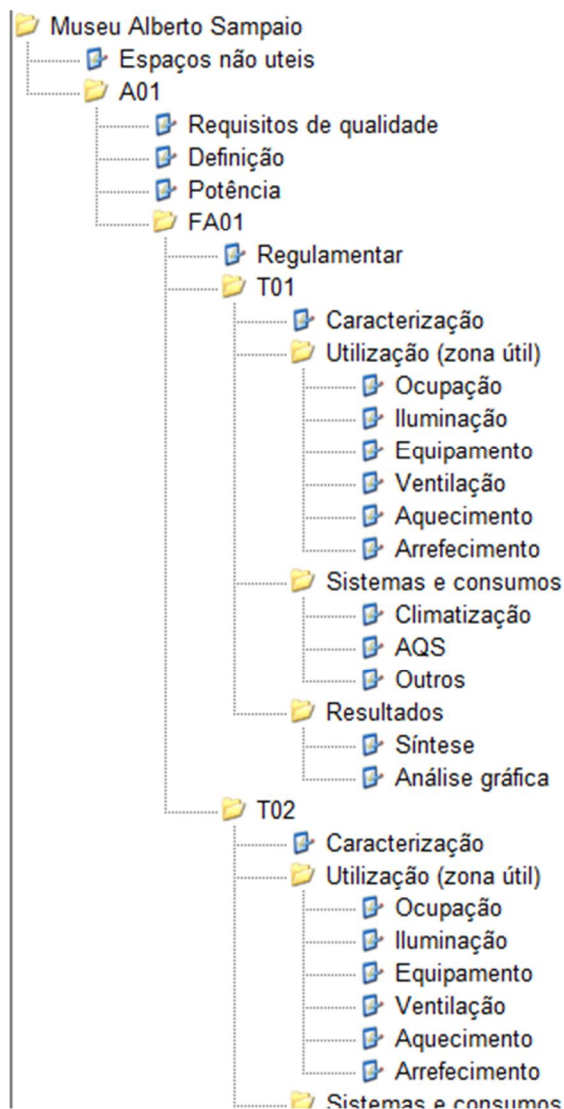 Museu Alberto Sampaio
Espaços não uteis
A01
Requisitos de qualidade
Definição
Potência
FA01
Regulamentar
T01
Caracterização
Utilização (zona útil)
Ocupação
Iluminação
Equipamento
Ventilação
Aquecimento
Arrefecimento
Sistemas e consumos
Climatização
AQS
Outros
Resultados
Síntese
Análise gráfica
T02
Caracterização
Utilização (zona útil)
Ocupação
Iluminação
Equipamento
Ventilação
Aquecimento
Arrefecimento
Sistemas e consumos